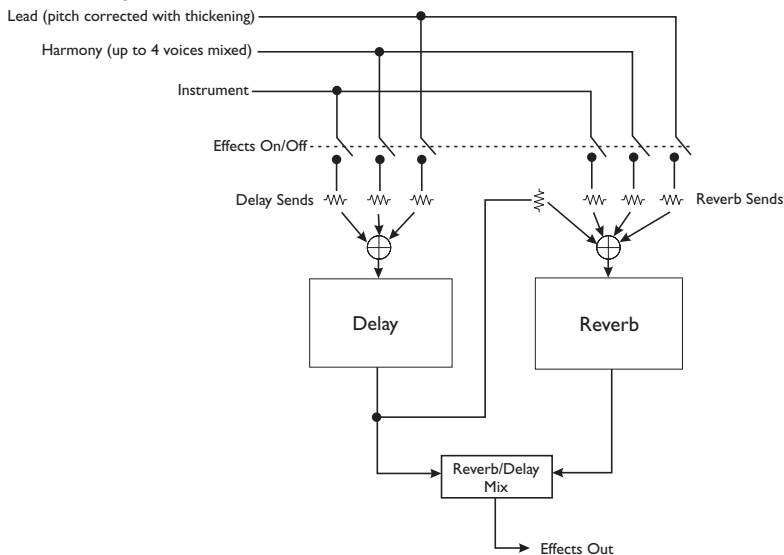 Lead (pitch corrected with thickening)
Harmony (up to 4 voices mixed)
Instrument
Effects On/Off
Delay Sends
Reverb Sends
Delay
Reverb
Reverb/Delay
Mix
Effects Out